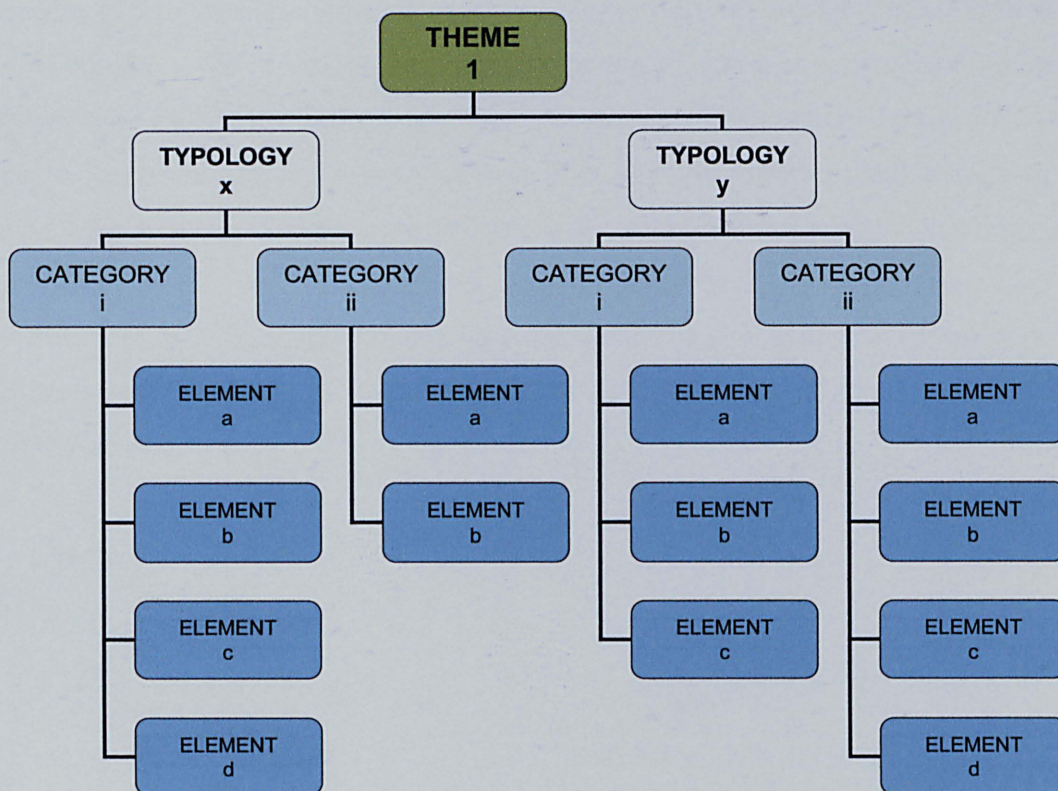 THEME
1
TYPOLOGY
x
TYPOLOGY
y
CATEGORY
i
CATEGORY
ii
CATEGORY
i
CATEGORY
ii
ELEMENT
a
ELEMENT
a
ELEMENT
a
ELEMENT
a
ELEMENT
b
ELEMENT
b
ELEMENT
b
ELEMENT
b
ELEMENT
c
ELEMENT
c
ELEMENT
c
ELEMENT
d
ELEMENT
d